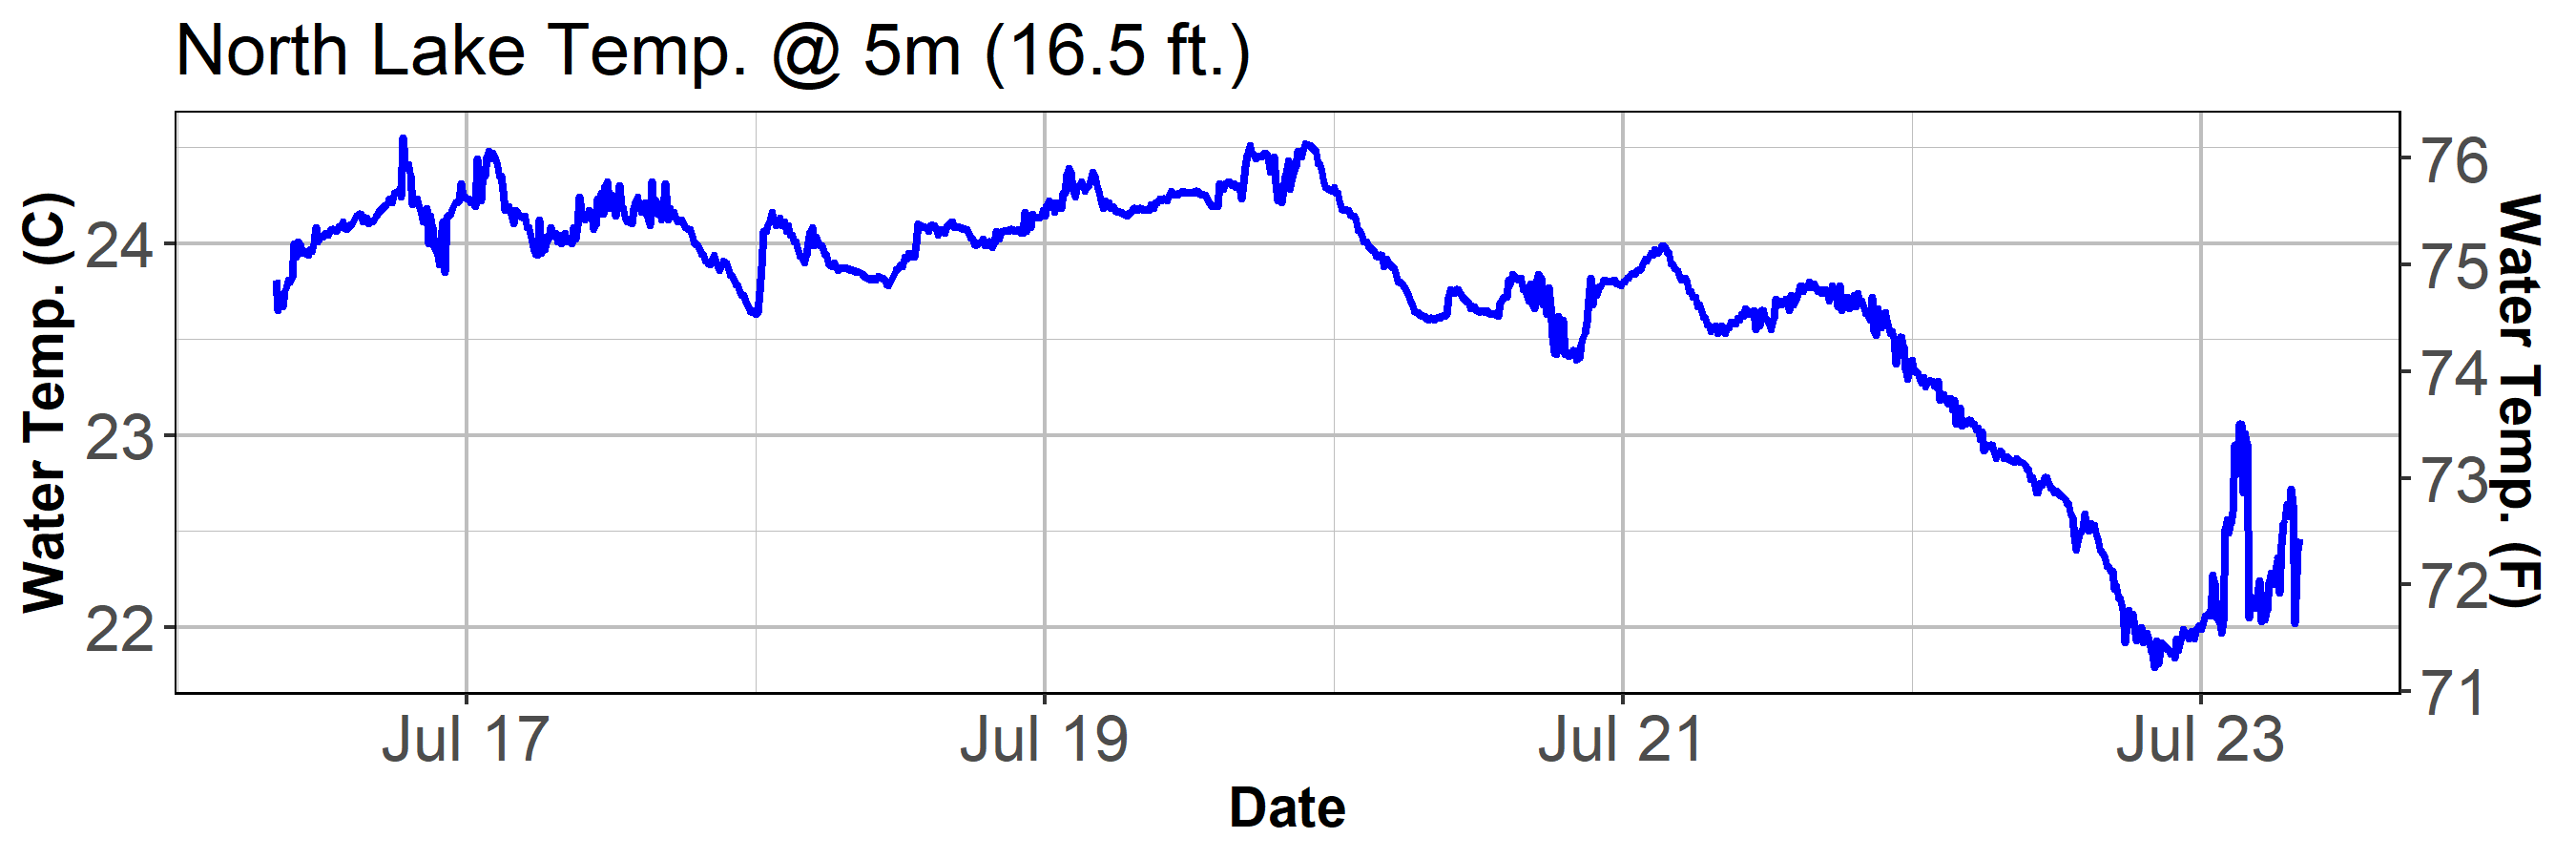 North Lake Temp. @ 5m (16.5 ft.)
Water Temp. (C)
24
23
22
76
75
74
73
72
71
Water Temp. (F)
Jul 17 Jul 19 Jul 21 Jul 23
Date